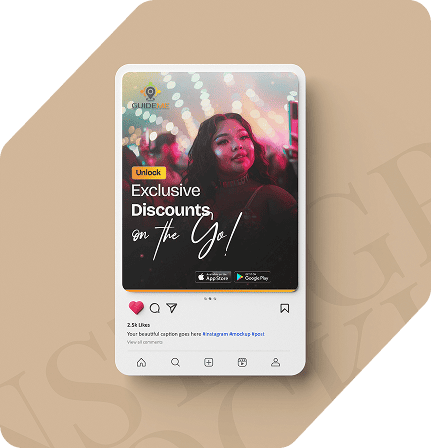 GUIDE
Unlock
Exclusive
Discounts
on the Go!
App Store
Google Play
2.5k Likes
Your beautiful caption goes here #instagram #mockup #post
View all comments